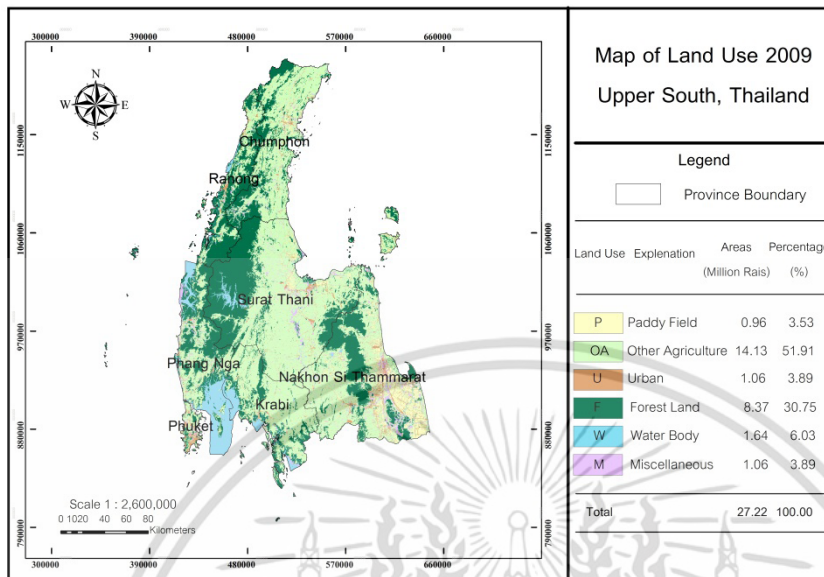 Map of Land Use 2009
Upper South, Thailand
Legend
Province Boundary
Land Use Explenation Areas Percentage
(Million Rais) (%)
P Paddy Field 0.96 3.53
OA Other Agriculture 14.13 51.91
U Urban 1.06 3.89
F Forest Land 8.37 30.75
W Water Body 1.64 6.03
M Miscellaneous 1.06 3.89
Total 27.22 100.00
300000 390000 480000 570000 660000
N
W E
S
1150000 1150000
1060000 1060000
970000 970000
880000 880000
790000 790000
Chumphon
Ranong
Surat Thani
Phang Nga
Nakhon Sri Thammarat
Krabi
Phuket
Scale 1 : 2,600,000
0 10 20 40 60 80
Kilometers
300000 390000 480000 570000 660000